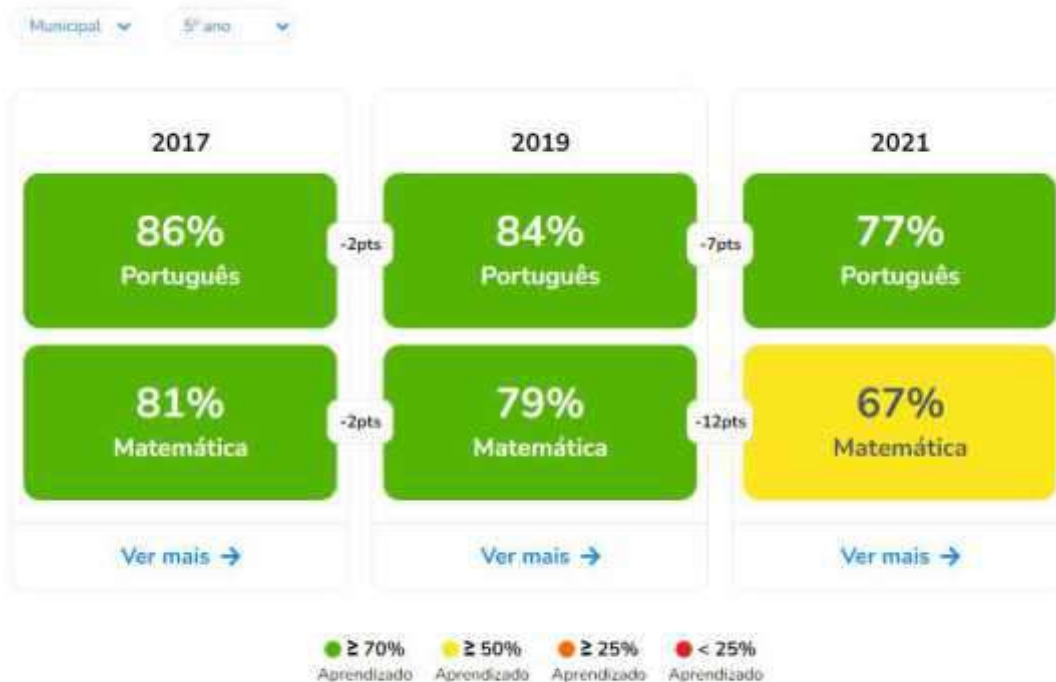 Municipal 5º ano
2017 2019 2021
86% -2pts 84% -7pts 77%
Português Português Português
81% -2pts 79% -12pts 67%
Matemática Matemática Matemática
Ver mais → Ver mais → Ver mais →
≥ 70% ≥ 50% ≥ 25% < 25%
Aprendizado Aprendizado Aprendizado Aprendizado